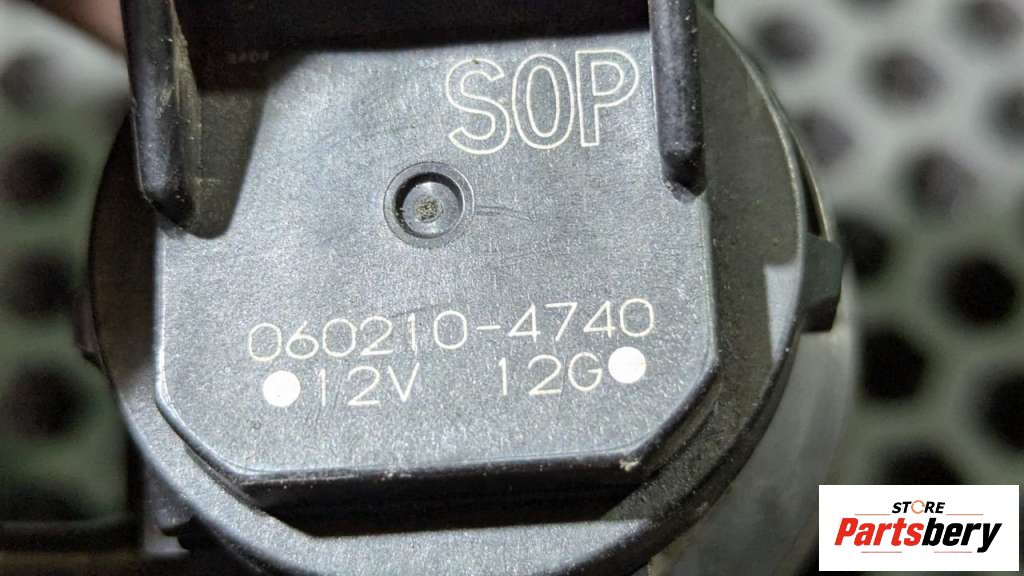 SOP
060210-4740
12V 12G
STORE
Partsbery